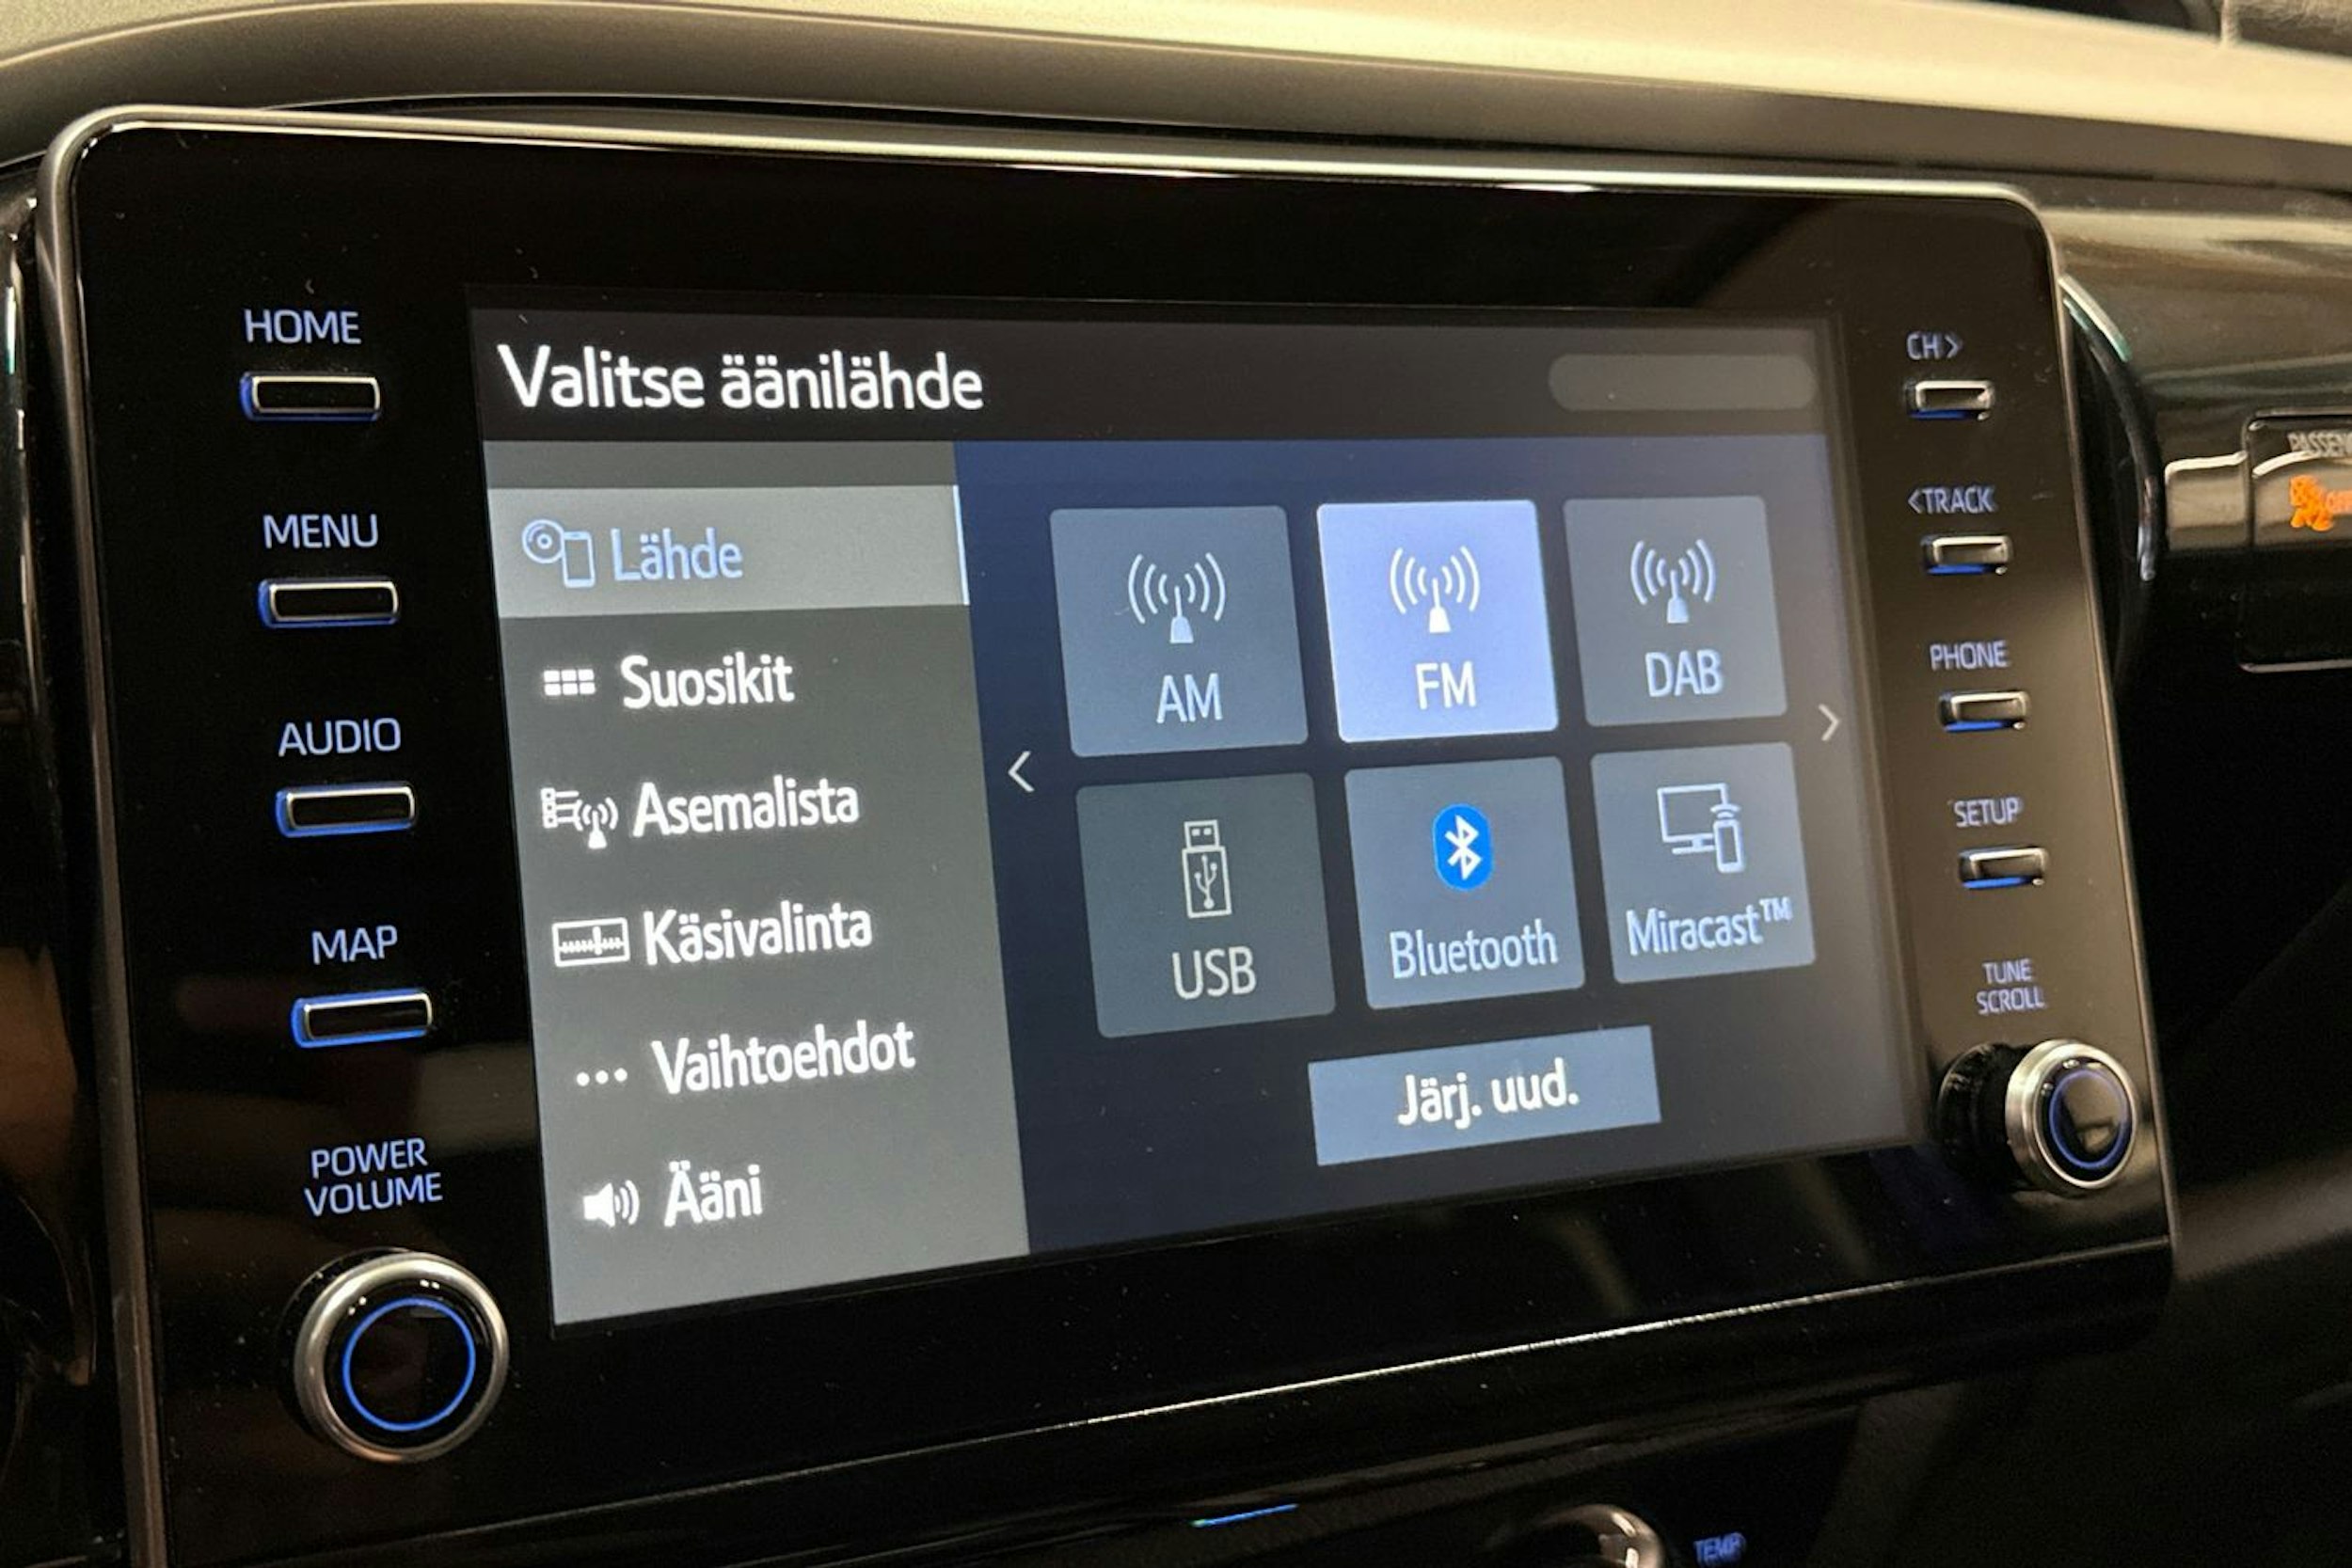 HOME
MENU
AUDIO
MAP
POWER
VOLUME
Valitse äänilähde
Lähde
Suosikit
Asemalista
Käsivalinta
Vaihtoehdot
Ääni
AM
FM
DAB
USB
Bluetooth
Miracast™
Järj. uud.
CH>
<TRACK
PHONE
SETUP
TUNE
SCROLL
TEMP